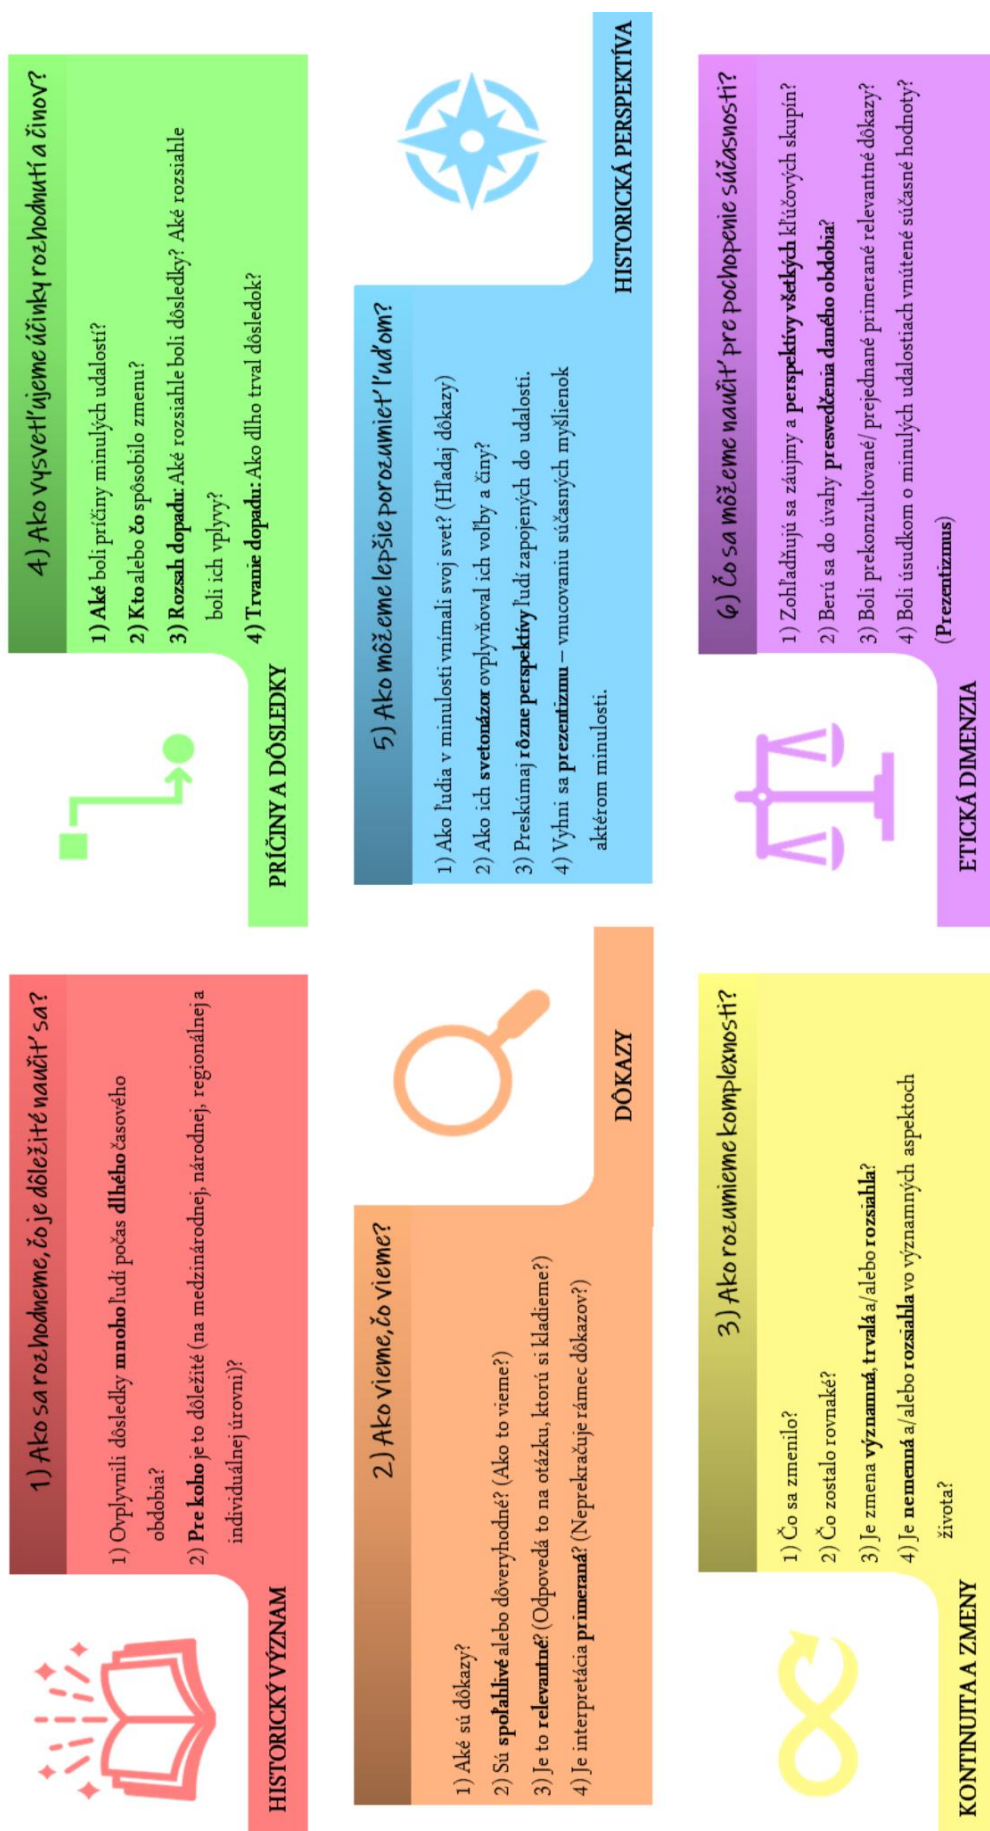 1) Ako sa rozhodneme, čo je dôležité naučiť sa?
1) Ovplyvnili dôsledky mnoho ľudí počas dlhého časového
obdobia?
2) Pre koho je to dôležité (na medzinárodnej, národnej, regionálnej a
individuálnej úrovni)?
HISTORICKÝ VÝZNAM
2) Ako vieme, čo vieme?
1) Aké sú dôkazy?
2) Sú spoľahlivé alebo dôveryhodné? (Ako to vieme?)
3) Je to relevantné? (Odpovedá to na otázku, ktorú si kladieme?)
4) Je interpretácia primeraná? (Neprekračuje rámec dôkazov?)
DÔKAZY
3) Ako rozumieme komplexnosti?
1) Čo sa zmenilo?
2) Čo zostalo rovnaké?
3) Je zmena významná, trvalá a/alebo rozsiahla?
4) Je nemenná a/alebo rozsiahla vo významných aspektoch
života?
KONTINUITA A ZMENY
4) Ako vysvetľujeme účinky rozhodnutí a činov?
1) Aké boli príčiny minulých udalostí?
2) Kto alebo čo spôsobilo zmenu?
3) Rozsah dopadu: Aké rozsiahle boli dôsledky? Aké rozsiahle
boli ich vplyvy?
4) Trvanie dopadu: Ako dlho trval dôsledok?
PRÍČINY A DÔSLEDKY
5) Ako môžeme lepšie porozumieť ľuďom?
1) Ako ľudia v minulosti vnímali svoj svet? (Hľadaj dôkazy)
2) Ako ich svetonázor ovplyvňoval ich voľby a činy?
3) Preskúmaj rôzne perspektívy ľudí zapojených do udalosti.
4) Vyhni sa prezentizmu – vnucovaniu súčasných myšlienok
aktérom minulosti.
HISTORICKÁ PERSPEKTÍVA
6) Čo sa môžeme naučiť pre pochopenie súčasnosti?
1) Zohľadňujú sa záujmy a perspektívy všetkých kľúčových skupín?
2) Berú sa do úvahy presvedčenia daného obdobia?
3) Boli prekonzultované/ prejednané primerané relevantné dôkazy?
4) Boli úsudkom o minulých udalostiach vnútené súčasné hodnoty?
(Prezentizmus)
ETICKÁ DIMENZIA